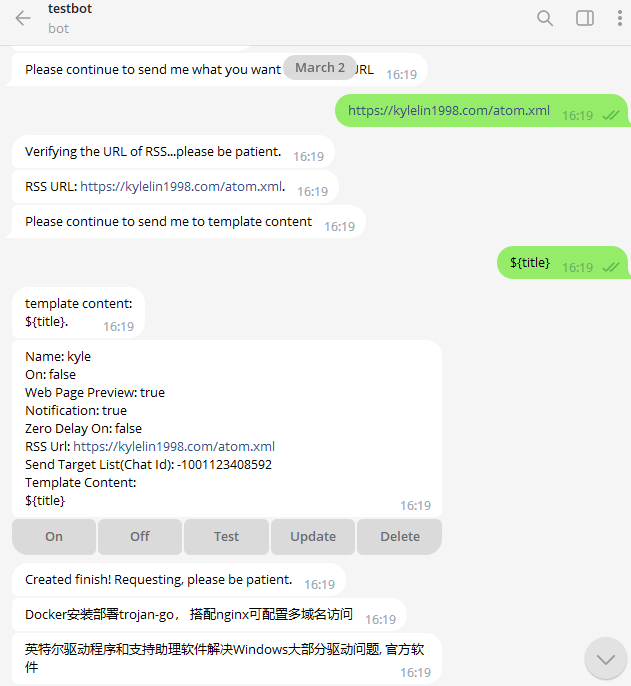 testbot
bot
Please continue to send me what you want
March 2
URL
16:19
https://kylelin1998.com/atom.xml
16:19
Verifying the URL of RSS...please be patient.
16:19
RSS URL: https://kylelin1998.com/atom.xml.
16:19
Please continue to send me to template content
16:19
${title}
16:19
template content:
${title}.
16:19
Name: kyle
On: false
Web Page Preview: true
Notification: true
Zero Delay On: false
RSS Url: https://kylelin1998.com/atom.xml
Send Target List(Chat Id): -1001123408592
Template Content:
${title}
16:19
On
Off
Test
Update
Delete
Created finish! Requesting, please be patient.
16:19
Docker安装部署trojan-go， 搭配nginx可配置多域名访问
16:19
英特尔驱动程序和支持助理软件解决Windows大部分驱动问题, 官方软
件
16:19